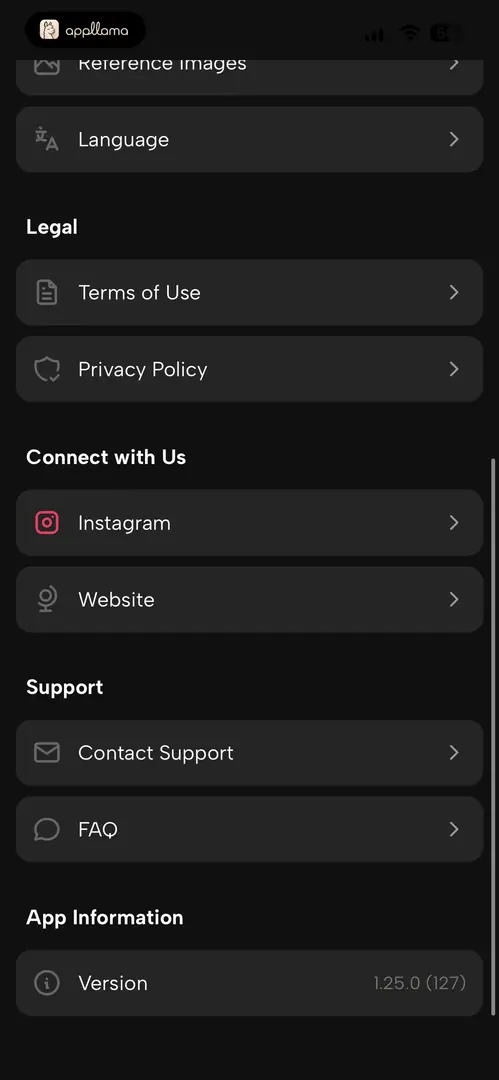 appllama
Reference Images
Language
Legal
Terms of Use
Privacy Policy
Connect with Us
Instagram
Website
Support
Contact Support
FAQ
App Information
Version 1.25.0 (127)